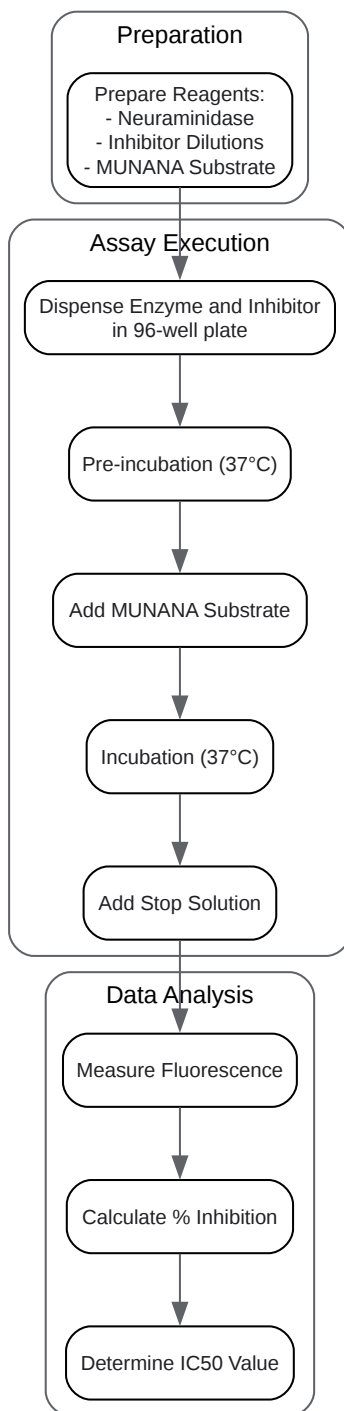 Preparation
Prepare Reagents:
- Neuraminidase
- Inhibitor Dilutions
- MUNANA Substrate
Assay Execution
Dispense Enzyme and Inhibitor
in 96-well plate
Pre-incubation (37°C)
Add MUNANA Substrate
Incubation (37°C)
Add Stop Solution
Data Analysis
Measure Fluorescence
Calculate % Inhibition
Determine IC50 Value